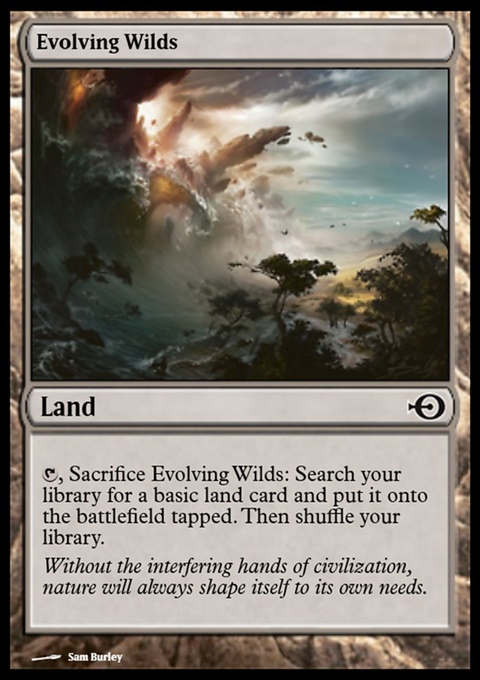 Evolving Wilds
Land
, Sacrifice Evolving Wilds: Search your
library for a basic land card and put it onto
the battlefield tapped. Then shuffle your
library.
Without the interfering hands of civilization,
nature will always shape itself to its own needs.
Sam Burley